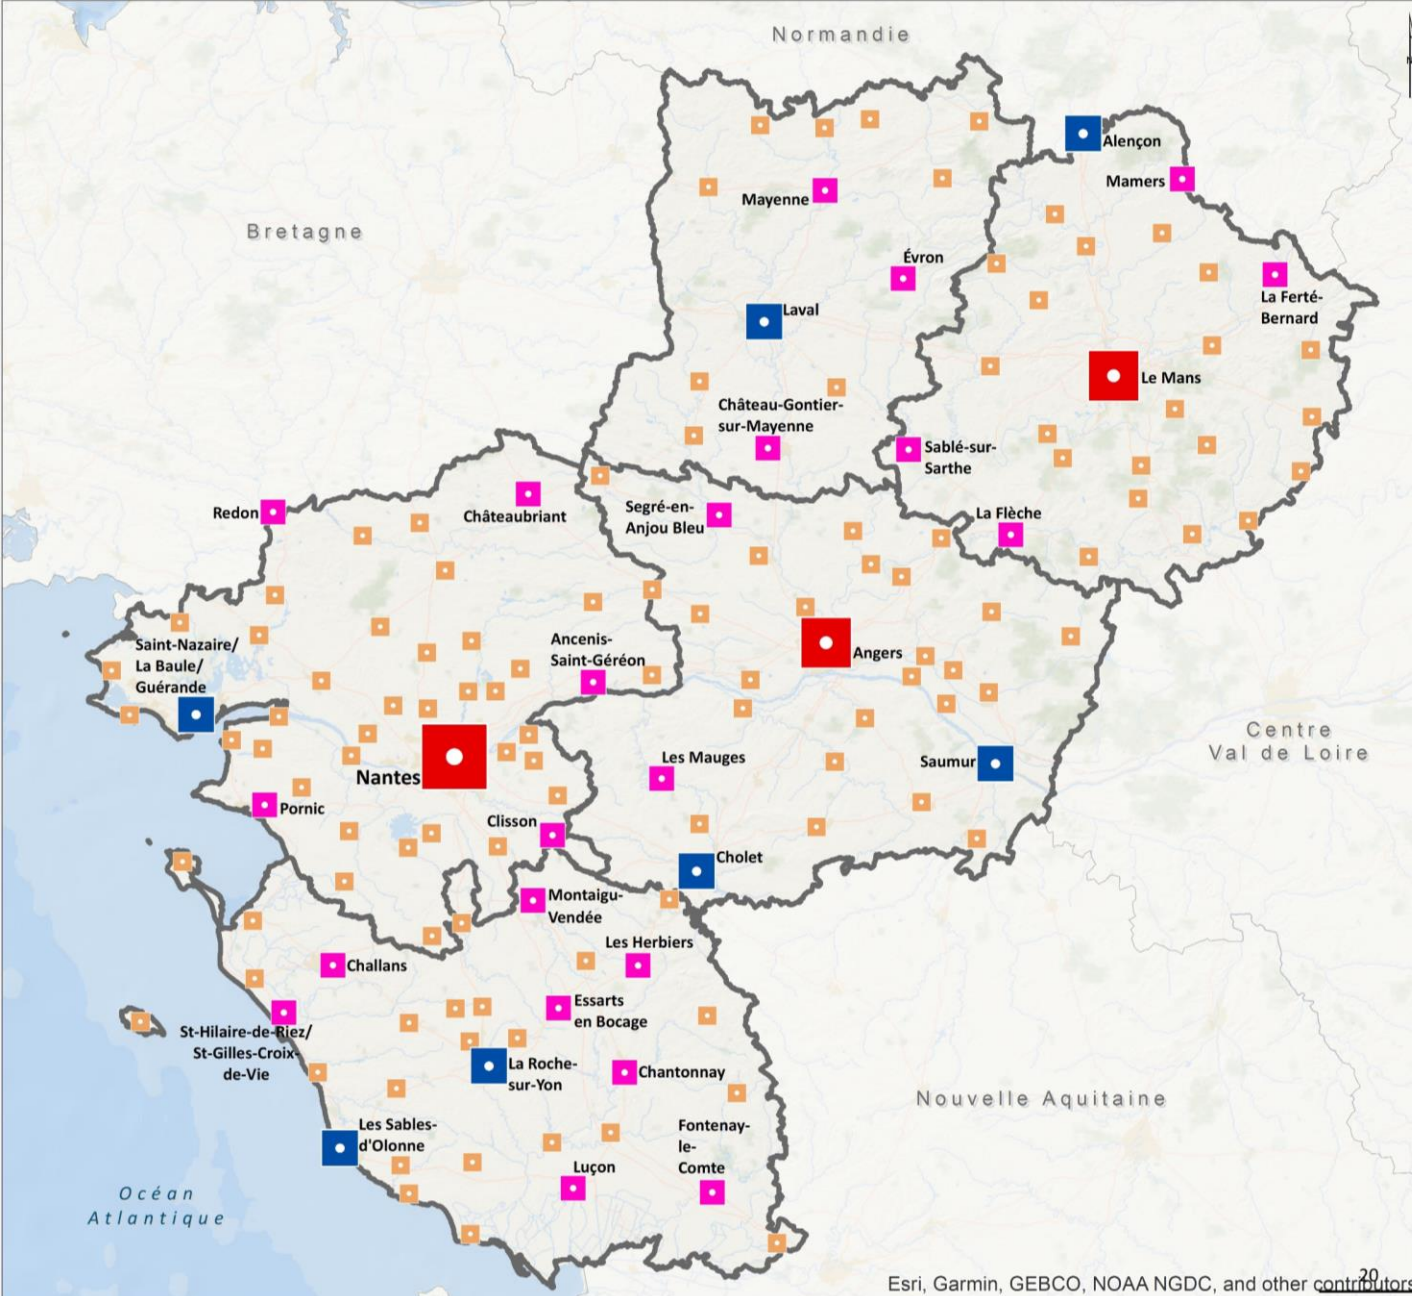 Normandie
N
Alençon
Mamers
Mayenne
Bretagne
Évron
La Ferté-
Bernard
Laval
Le Mans
Château-Gontier-
sur-Mayenne
Sablé-sur-
Sarthe
Segré-en-
Anjou Bleu
Redon
Châteaubriant
La Flèche
Saint-Nazaire/
La Baule/
Guérande
Ancenis-
Saint-Géréon
Angers
Centre
Val de Loire
Les Mauges
Saumur
Nantes
Pornic
Clisson
Cholet
Montaigu-
Vendée
Les Herbiers
Challans
Essarts
en Bocage
St-Hilaire-de-Riez/
St-Gilles-Croix-
de-Vie
La Roche-
sur-Yon
Chantonnay
Nouvelle Aquitaine
Les Sables-
d'Olonne
Fontenay-
le-
Comte
Luçon
Océan
Atlantique
20
Esri, Garmin, GEBCO, NOAA NGDC, and other contributors